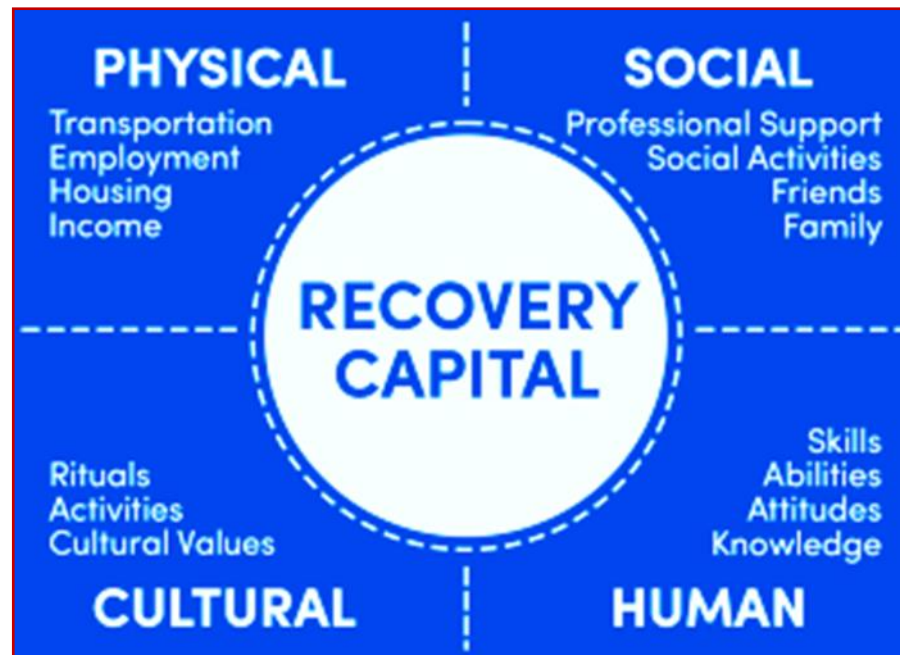 PHYSICAL
Transportation
Employment
Housing
Income
SOCIAL
Professional Support
Social Activities
Friends
Family
RECOVERY
CAPITAL
Rituals
Activities
Cultural Values
CULTURAL
Skills
Abilities
Attitudes
Knowledge
HUMAN